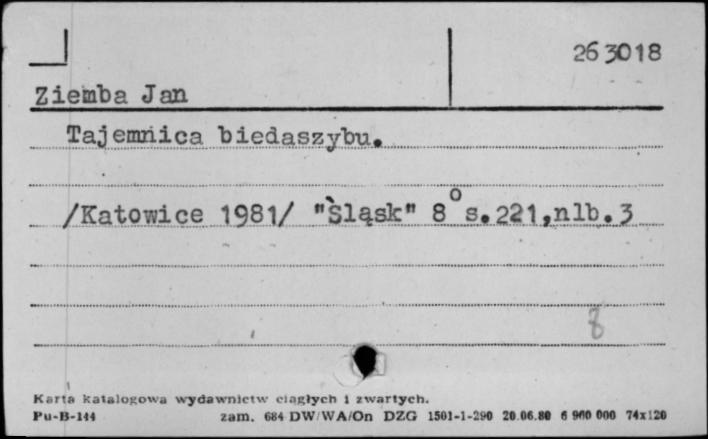 263018
Ziemba Jan
Tajemnica biedaszybu.
/Katowice 1981/ "Śląsk" 8° s.221,nlb.3
8
Karta katalogowa wydawnictw ciągłych i zwartych.
Pu-B-144 zam. 684 DW/WA/On DZG 1501-1-290 20.06.80 6 900 000 74x120